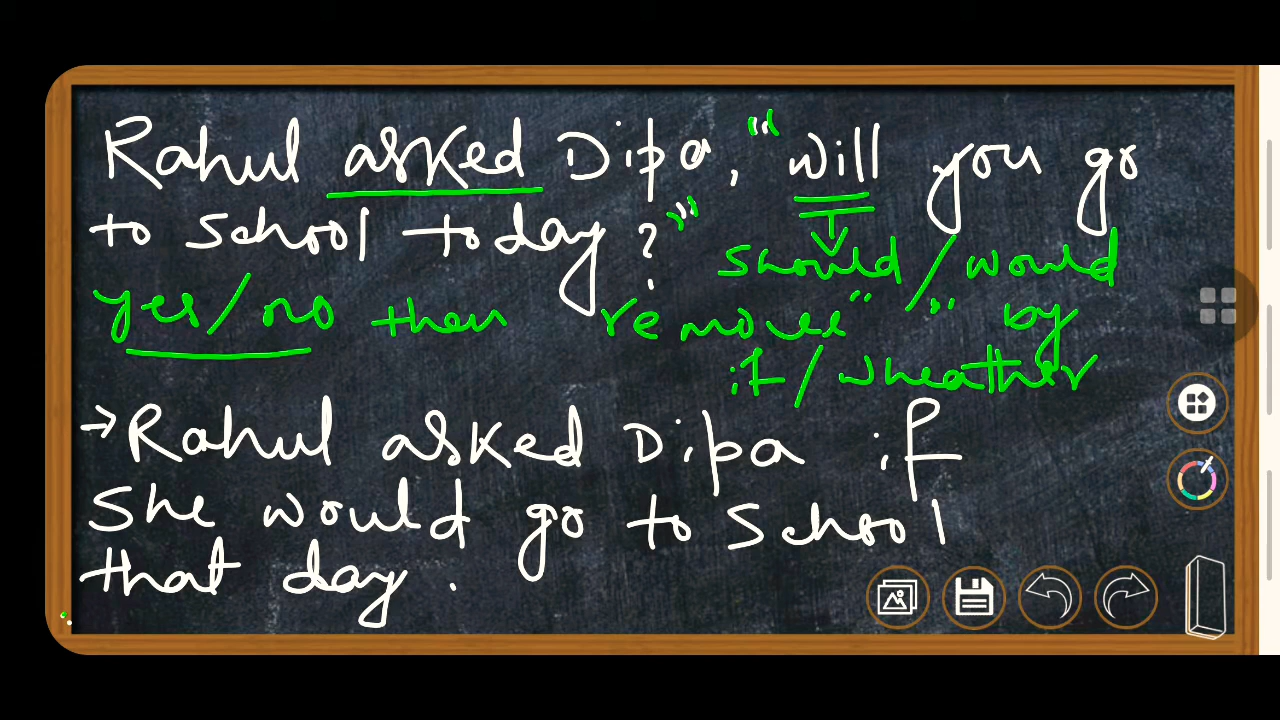 Rahul asked Dipa, "will you go
to school today?"
should/would
yes/no then remove " " by
if/wheather
→ Rahul asked Dipa if
she would go to school
that day.